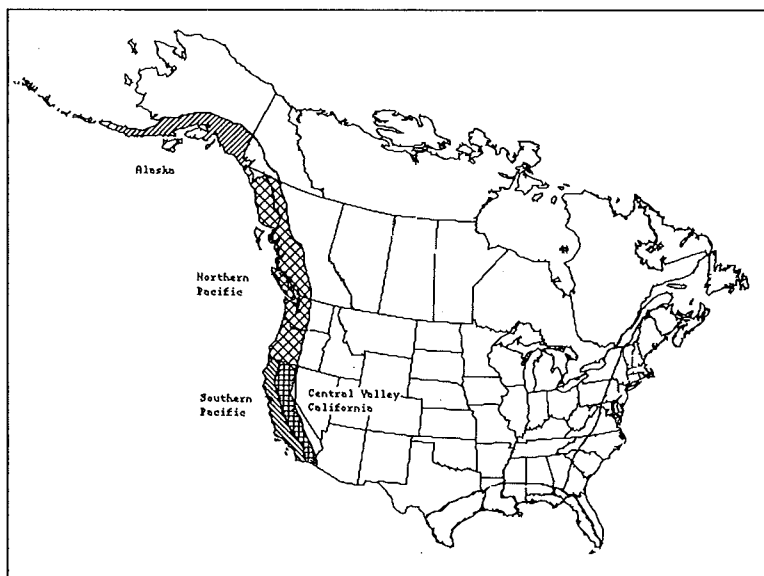 Alaska
Northern
Pacific
Southern
Pacific
Central Valley
California